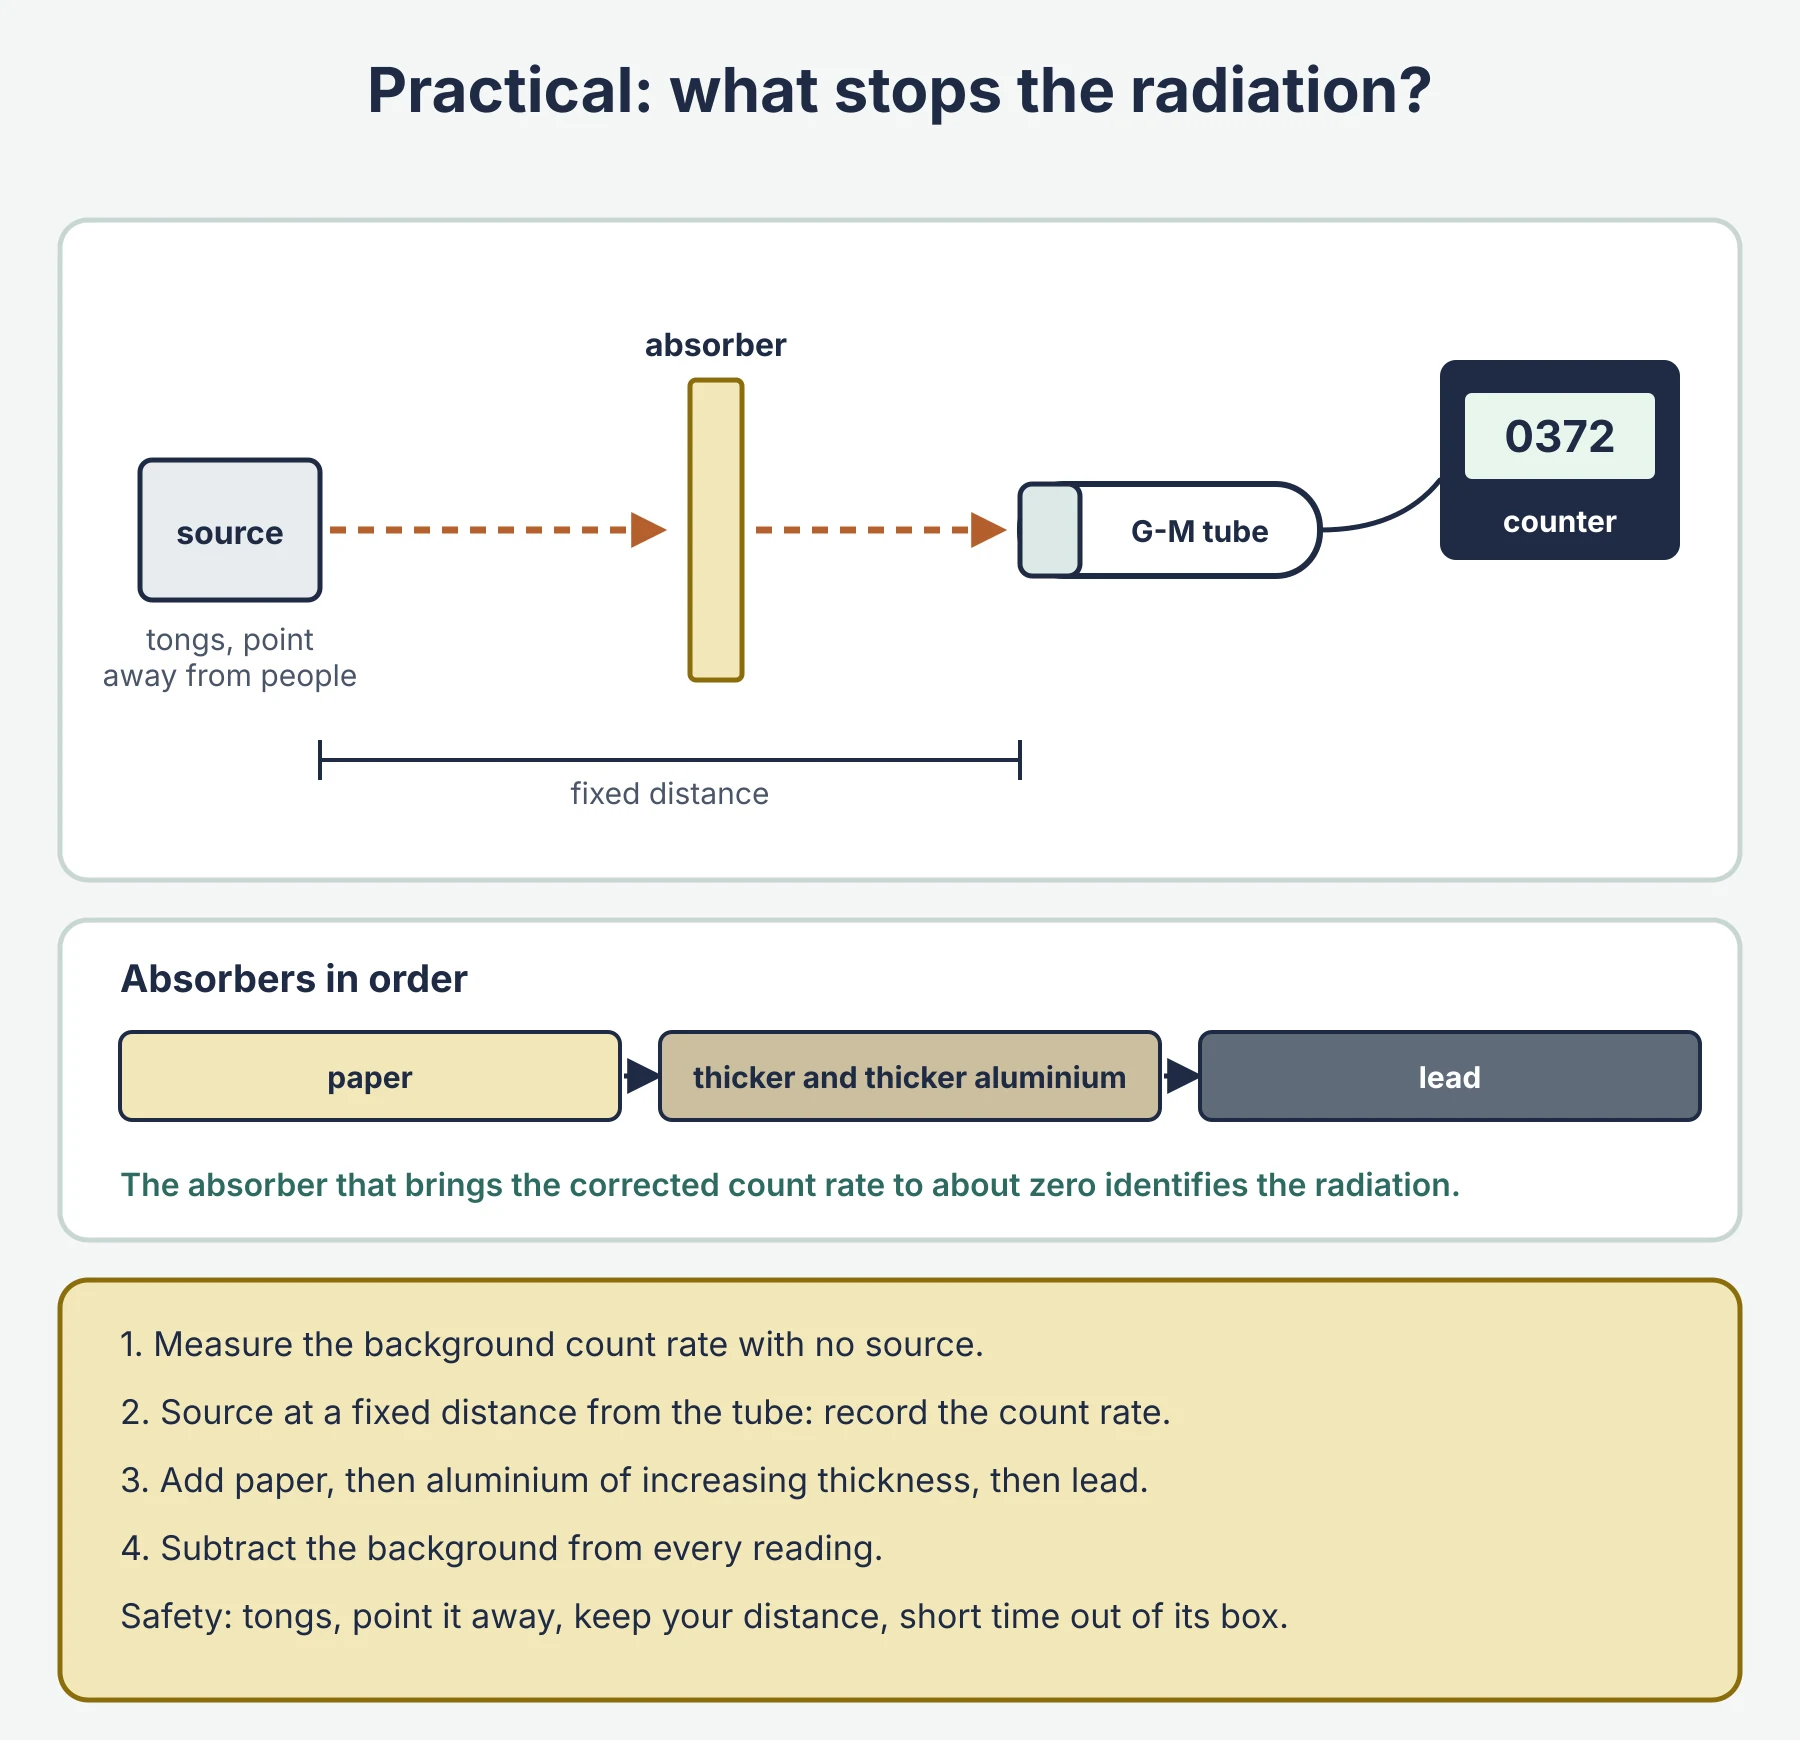 Practical: what stops the radiation?
absorber
source
G-M tube
0372
counter
tongs, point
away from people
fixed distance
Absorbers in order
paper
thicker and thicker aluminium
lead
The absorber that brings the corrected count rate to about zero identifies the radiation.
1. Measure the background count rate with no source.
2. Source at a fixed distance from the tube: record the count rate.
3. Add paper, then aluminium of increasing thickness, then lead.
4. Subtract the background from every reading.
Safety: tongs, point it away, keep your distance, short time out of its box.